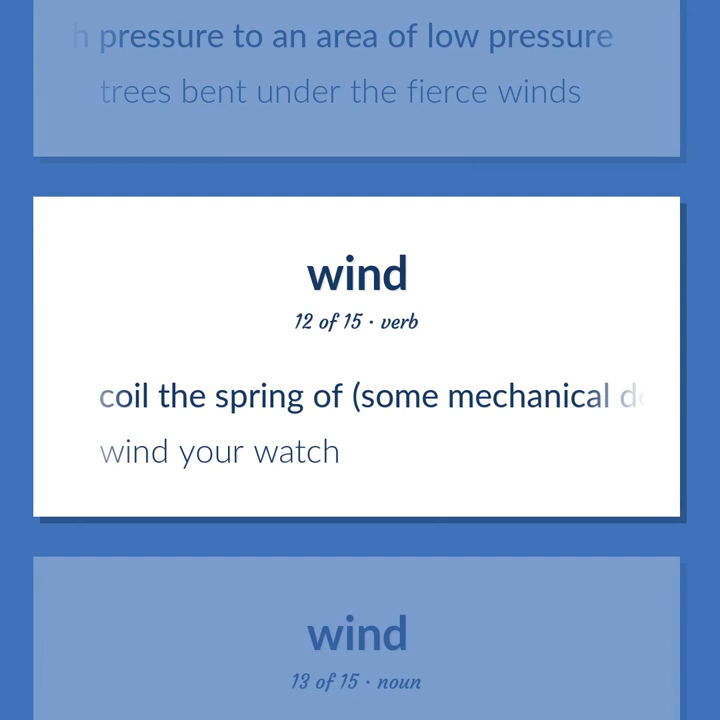 pressure to an area of low pressure
trees bent under the fierce winds
wind
12 of 15 · verb
coil the spring of (some mechanical
wind your watch
wind
13 of 15 · noun